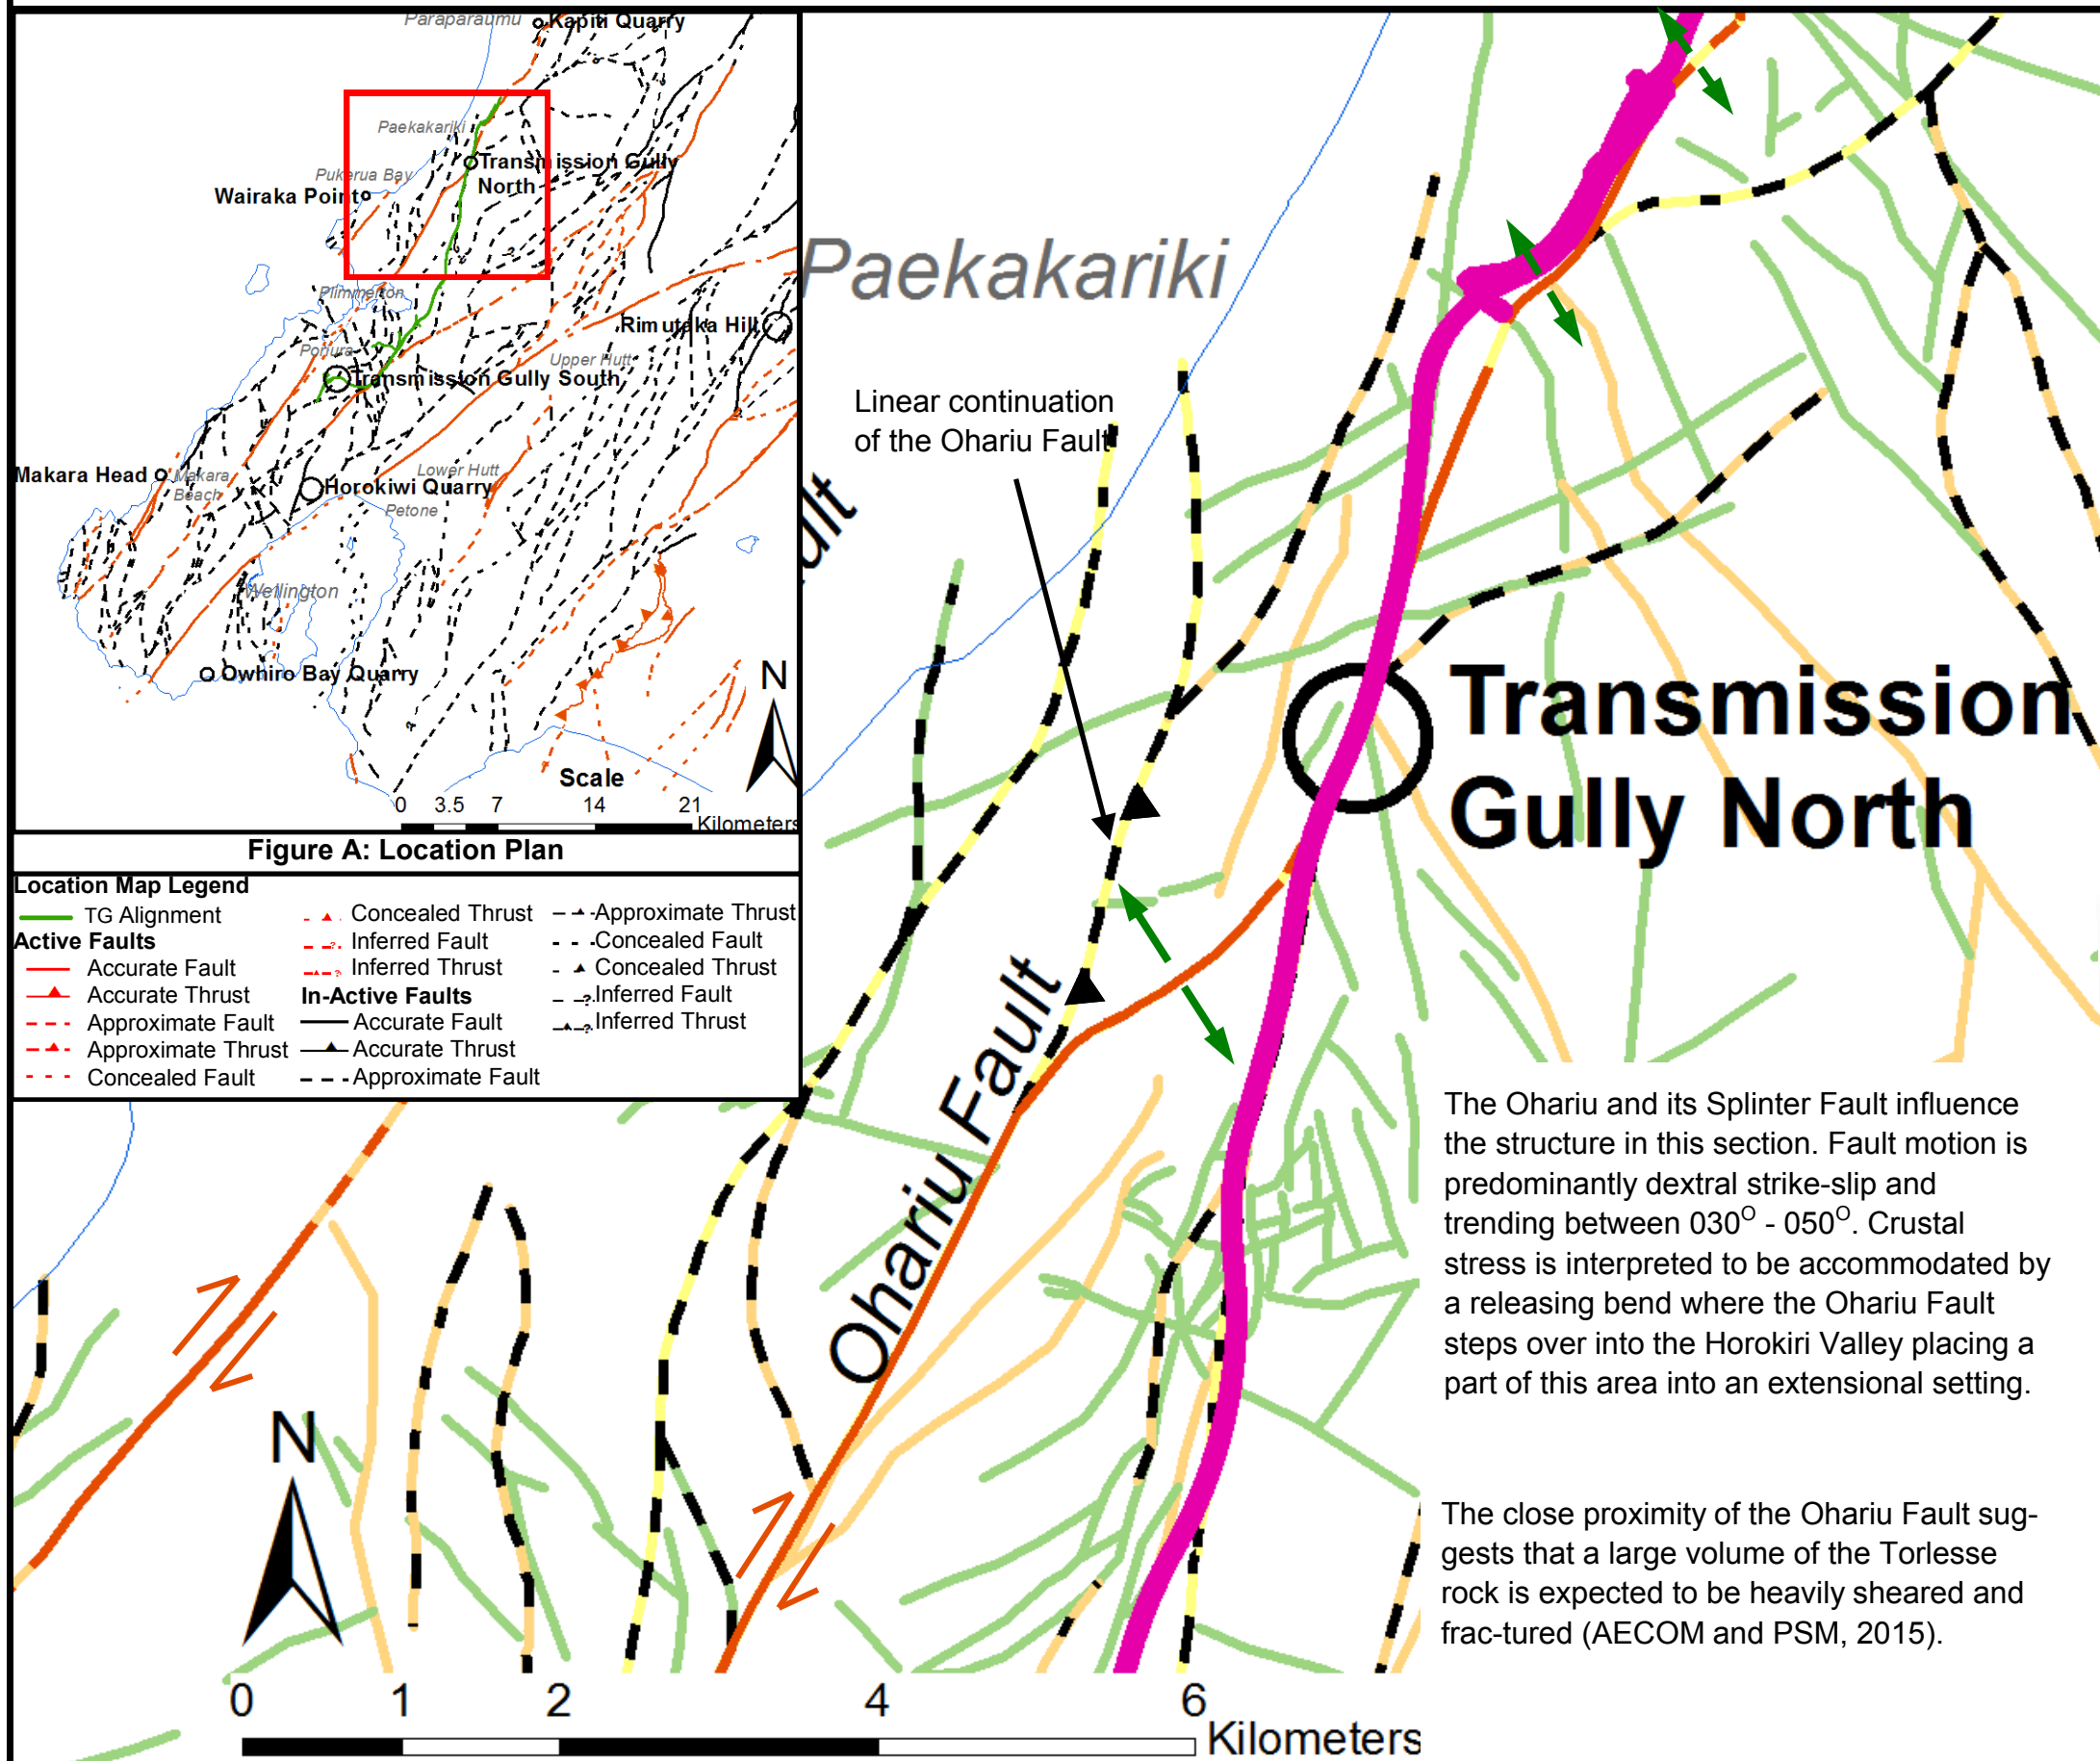 Paraparaumu
Kapiti Quarry
Paekakariki
Transmission Gully
North
Pukerua Bay
Wairaka Point
Plimmerton
Rimutaka Hill
Porirua
Upper Hutt
Transmission Gully South
Makara Head
Makara
Beach
Lower Hutt
Horokiwi Quarry
Petone
Wellington
Owhiro Bay Quarry
N
Scale
0 3.5 7 14 21
Kilometers
Figure A: Location Plan
Location Map Legend
TG Alignment
Active Faults
Accurate Fault
Accurate Thrust
Approximate Fault
Approximate Thrust
Concealed Fault
Concealed Thrust
Inferred Fault
Inferred Thrust
In-Active Faults
Accurate Fault
Accurate Thrust
Approximate Fault
Approximate Thrust
Concealed Fault
Concealed Thrust
Inferred Fault
Inferred Thrust
Paekakariki
Linear continuation
of the Ohariu Fault
ult
Transmission
Gully North
Ohariu Fault
The Ohariu and its Splinter Fault influence
the structure in this section. Fault motion is
predominantly dextral strike-slip and
trending between 030⁰ - 050⁰. Crustal
stress is interpreted to be accommodated by
a releasing bend where the Ohariu Fault
steps over into the Horokiri Valley placing a
part of this area into an extensional setting.
The close proximity of the Ohariu Fault sug-
gests that a large volume of the Torlesse
rock is expected to be heavily sheared and
frac-tured (AECOM and PSM, 2015).
N
0 1 2 4 6
Kilometers